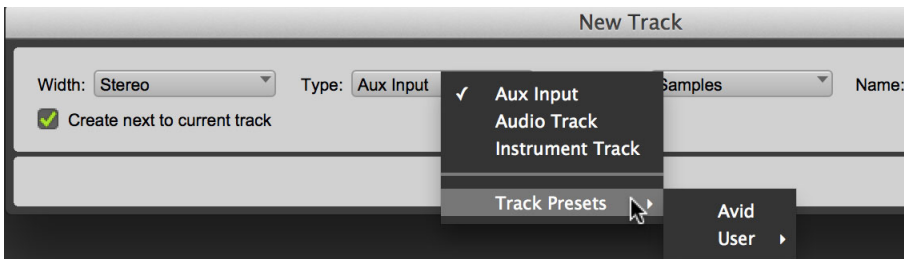 New Track
Width: Stereo Type: Aux Input Samples Name:
Aux Input
Create next to current track
Audio Track
Instrument Track
Track Presets
Avid
User